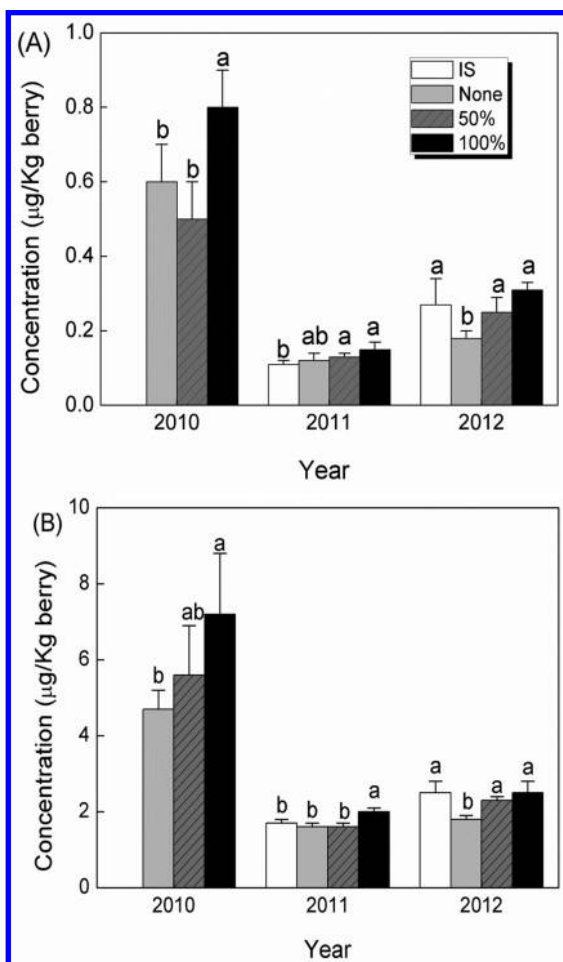 (A)
1.0
0.8
0.6
0.4
0.2
0.0
Concentration (µg/Kg berry)
IS
None
50%
100%
b
b
a
b
ab
a
a
a
b
a
a
2010
2011
2012
Year
(B)
10
8
6
4
2
0
Concentration (µg/Kg berry)
b
ab
a
b
b
b
a
a
b
a
a
2010
2011
2012
Year